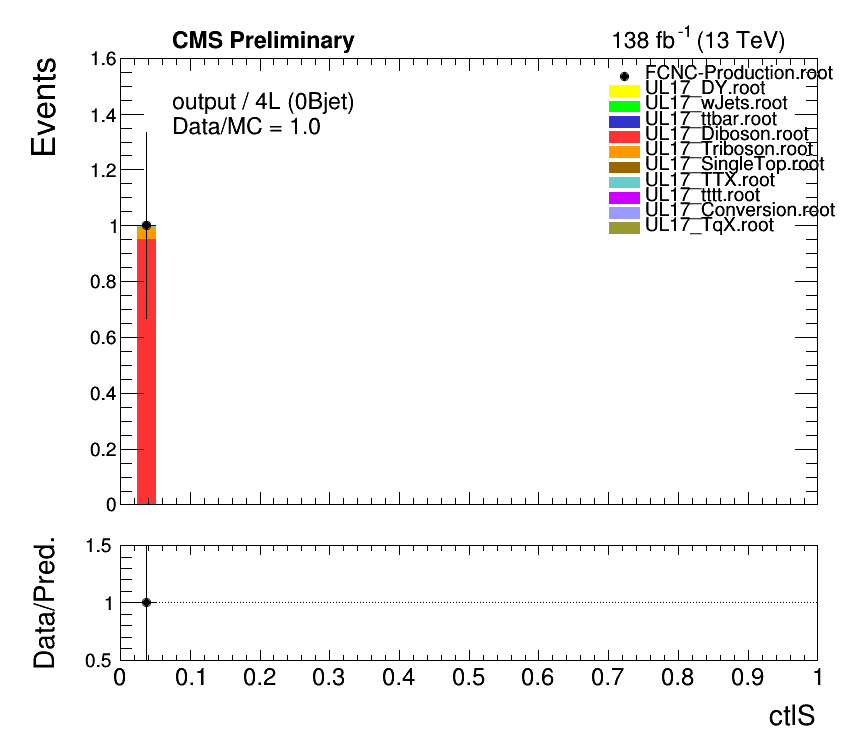 CMS Preliminary
138 fb-1 (13 TeV)
Events
1.6
1.4
1.2
1
0.8
0.6
0.4
0.2
0
output / 4L (0Bjet)
Data/MC = 1.0
FCNC-Production.root
UL17_DY.root
UL17_wJets.root
UL17_ttbar.root
UL17_Diboson.root
UL17_Triboson.root
UL17_SingleTop.root
UL17_TTX.root
UL17_tttt.root
UL17_Conversion.root
UL17_TqX.root
Data/Pred.
1.5
1
0.5
0 0.1 0.2 0.3 0.4 0.5 0.6 0.7 0.8 0.9 1
ctlS